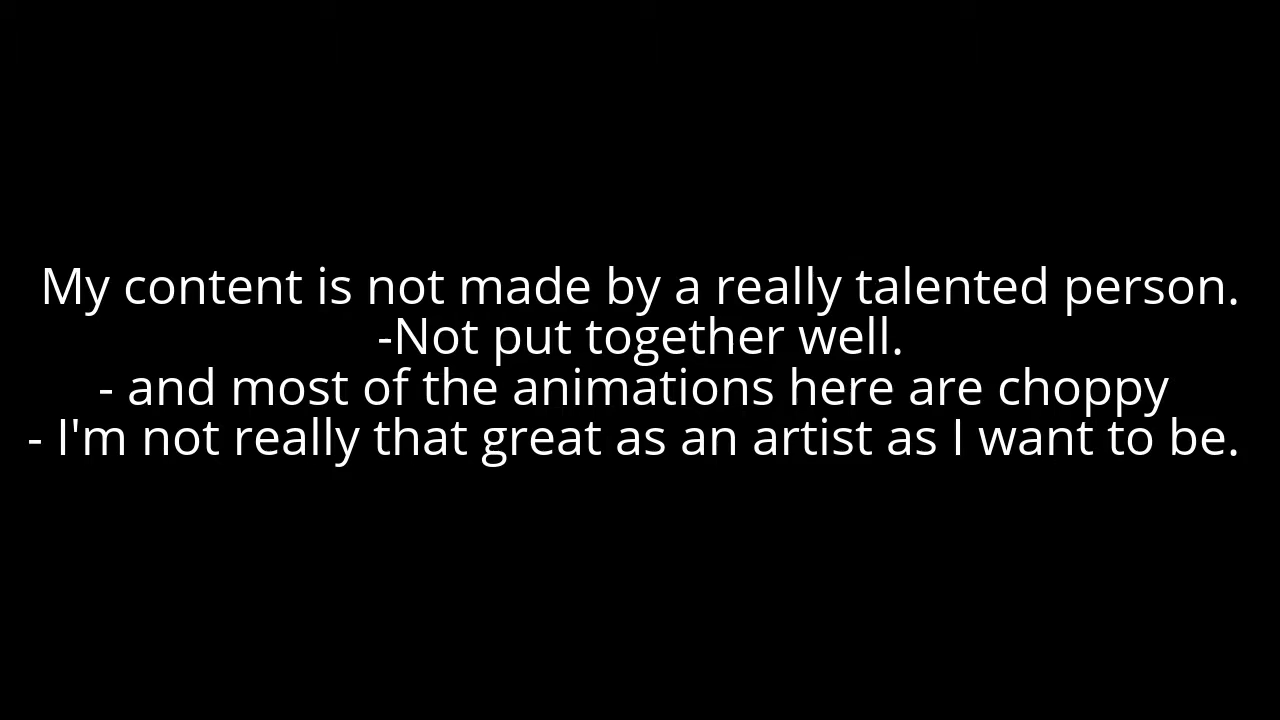 My content is not made by a really talented person.
-Not put together well.
- and most of the animations here are choppy
- I'm not really that great as an artist as I want to be.